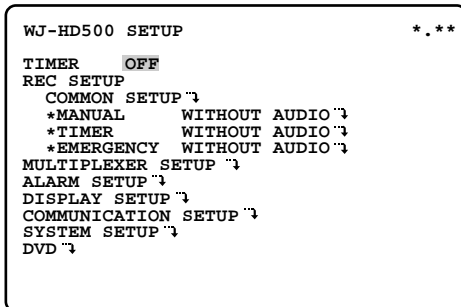 WJ-HD500 SETUP *.**
TIMER OFF
REC SETUP
COMMON SETUP
*MANUAL WITHOUT AUDIO
*TIMER WITHOUT AUDIO
*EMERGENCY WITHOUT AUDIO
MULTIPLEXER SETUP
ALARM SETUP
DISPLAY SETUP
COMMUNICATION SETUP
SYSTEM SETUP
DVD